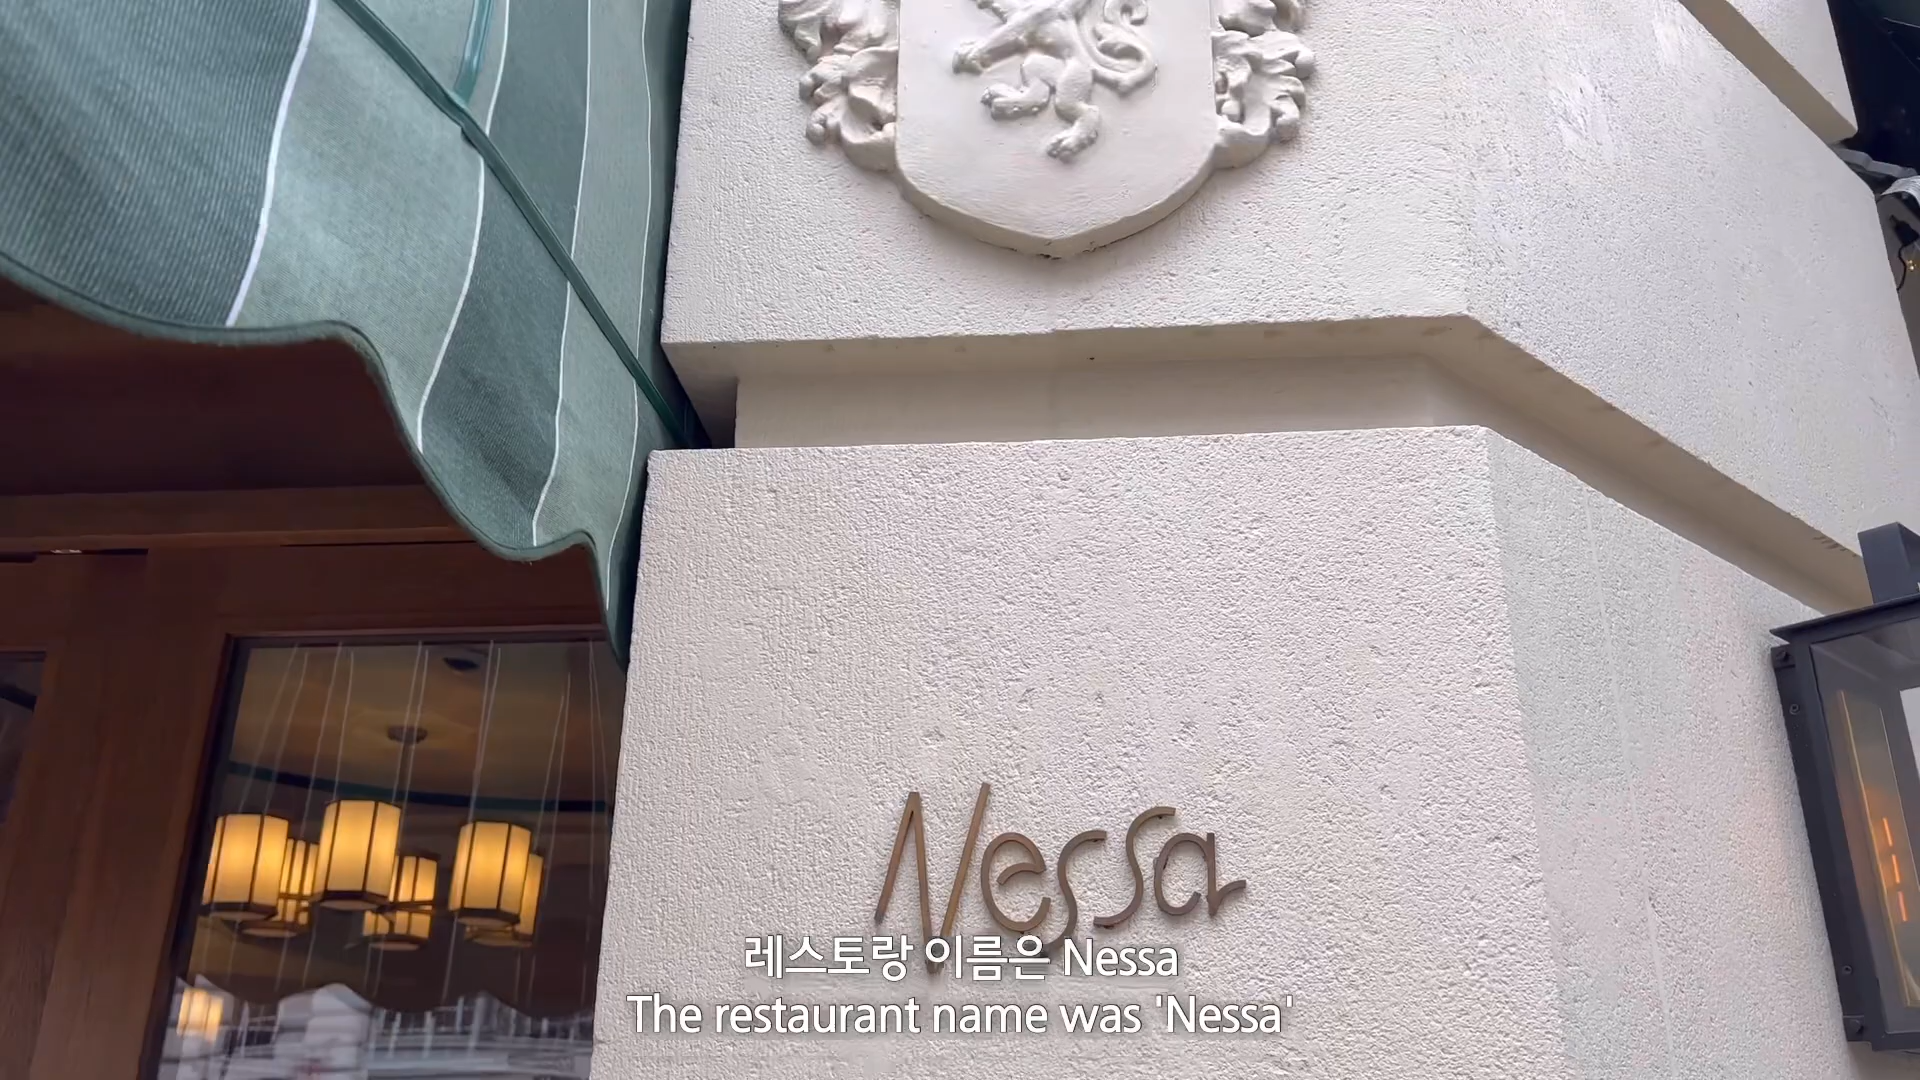 Nessa
레스토랑 이름은 Nessa
The restaurant name was 'Nessa'